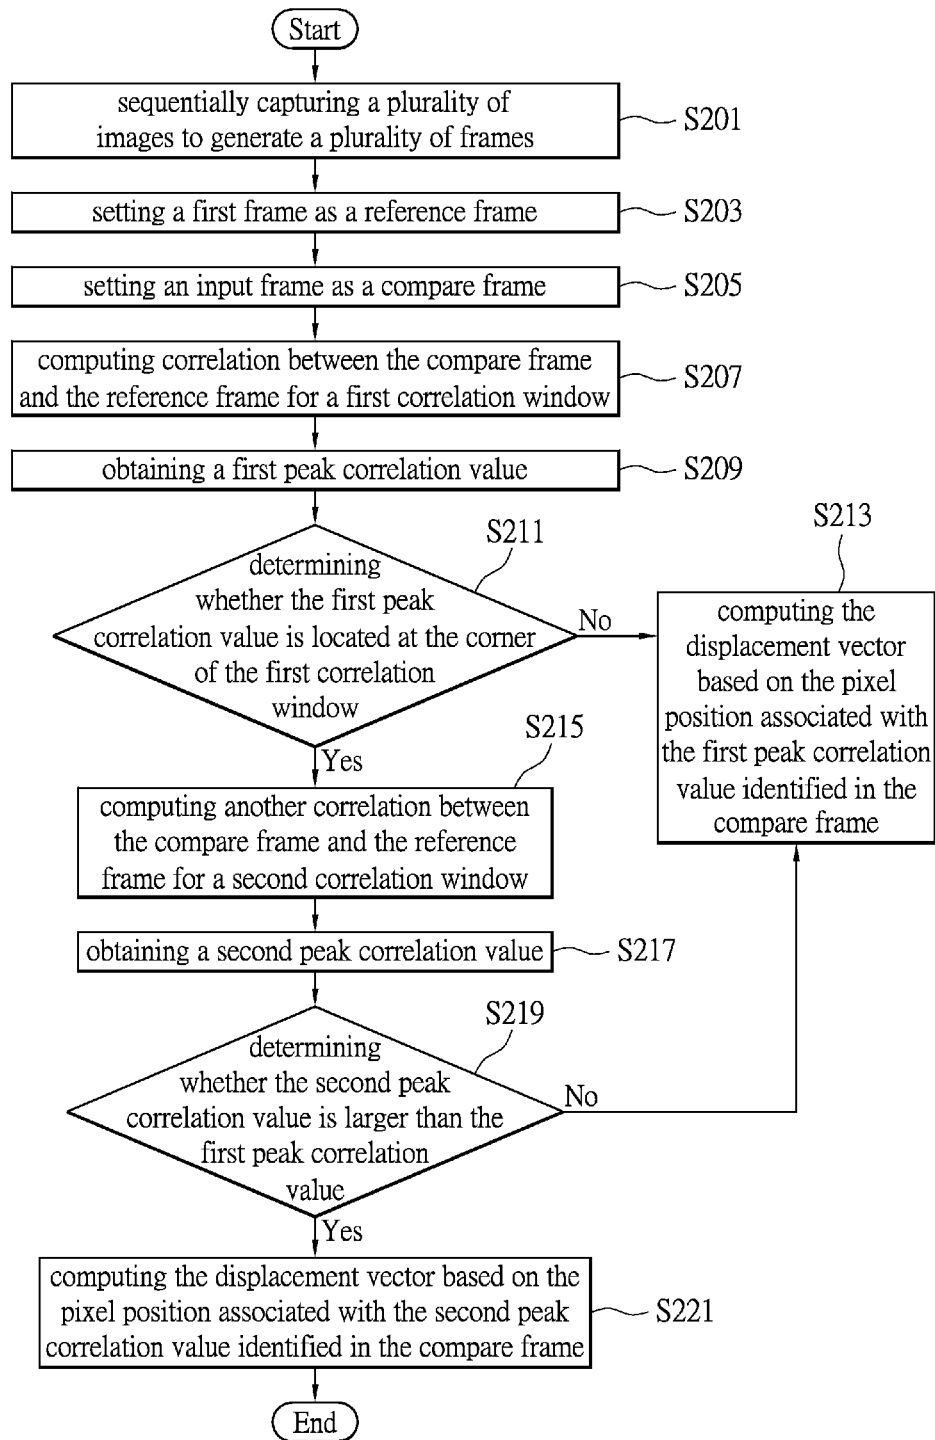 Start
sequentially capturing a plurality of
images to generate a plurality of frames
S201
setting a first frame as a reference frame
S203
setting an input frame as a compare frame
S205
computing correlation between the compare frame
and the reference frame for a first correlation window
S207
obtaining a first peak correlation value
S209
S211
determining
whether the first peak
correlation value is located at the corner
of the first correlation
window
No
S213
computing the
displacement vector
based on the pixel
position associated with
the first peak correlation
value identified in the
compare frame
Yes
S215
computing another correlation between
the compare frame and the reference
frame for a second correlation window
obtaining a second peak correlation value
S217
S219
determining
whether the second peak
correlation value is larger than the
first peak correlation
value
No
Yes
computing the displacement vector based on the
pixel position associated with the second peak
correlation value identified in the compare frame
S221
End